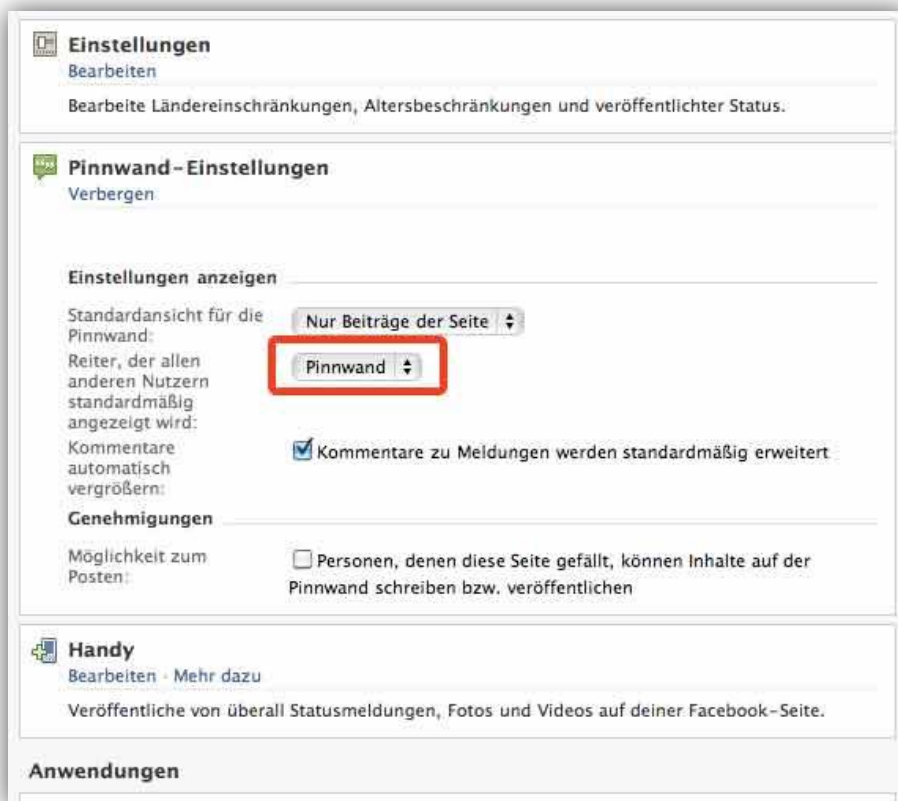 Einstellungen
Bearbeiten
Bearbeite Ländereinschränkungen, Altersbeschränkungen und veröffentlichter Status.
Pinnwand-Einstellungen
Verbergen
Einstellungen anzeigen
Standardansicht für die
Pinnwand:
Nur Beiträge der Seite
Reiter, der allen
anderen Nutzern
standardmäßig
angezeigt wird:
Pinnwand
Kommentare
automatisch
vergrößern:
Kommentare zu Meldungen werden standardmäßig erweitert
Genehmigungen
Möglichkeit zum
Posten:
Personen, denen diese Seite gefällt, können Inhalte auf der
Pinnwand schreiben bzw. veröffentlichen
Handy
Bearbeiten · Mehr dazu
Veröffentliche von überall Statusmeldungen, Fotos und Videos auf deiner Facebook-Seite.
Anwendungen